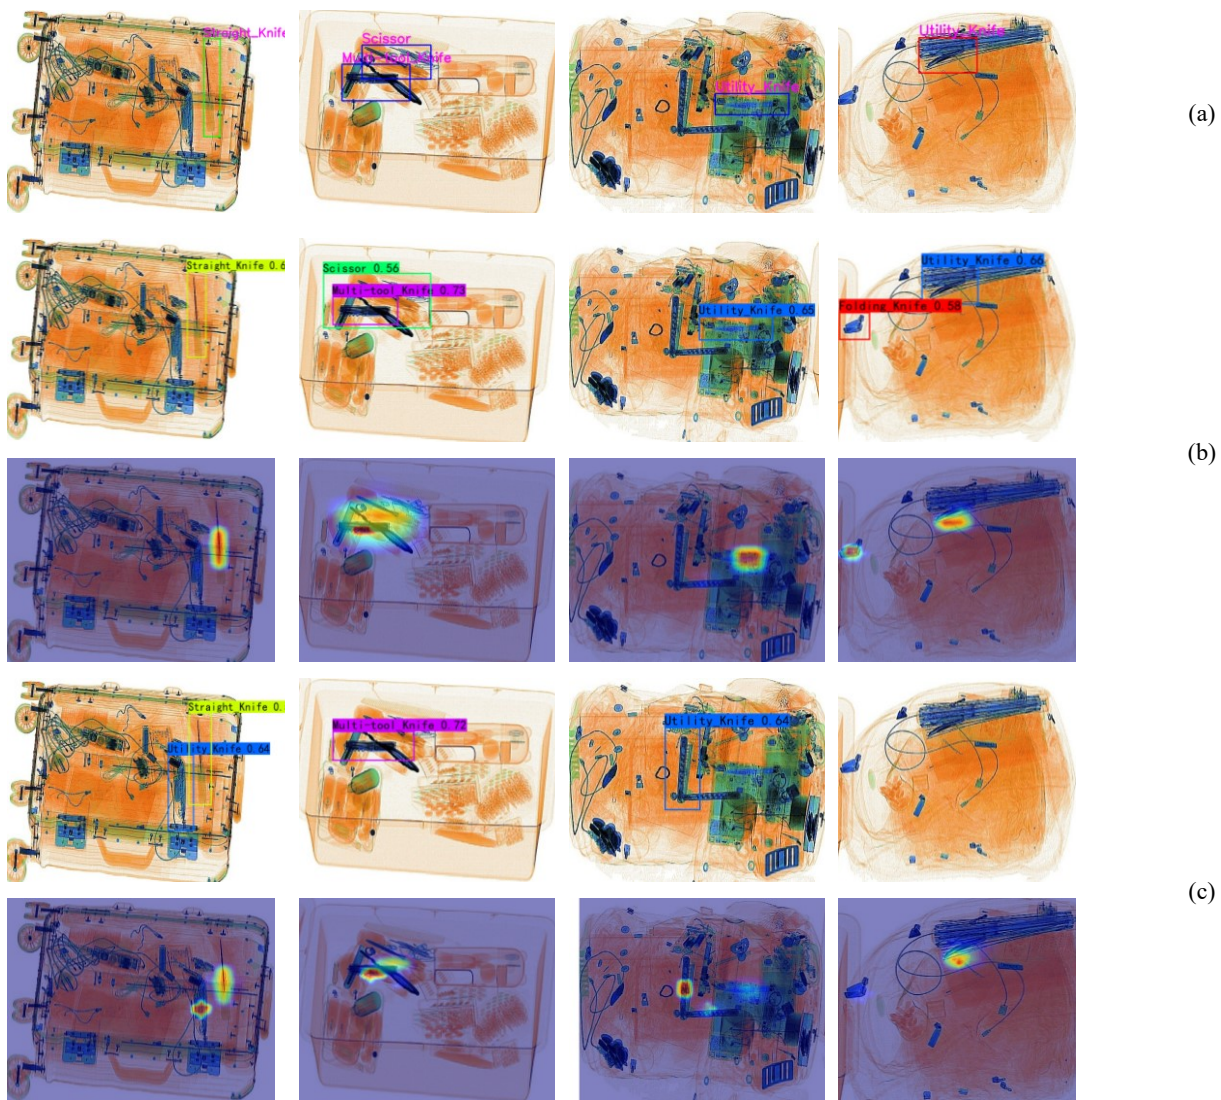 Straight_Knife
Scissor
Multi-tool_Knife
Utility_Knife
Utility_Knife
(a)
Straight_Knife 0.6
Scissor 0.56
Multi-tool_Knife 0.73
Utility_Knife 0.65
Utility_Knife 0.66
Folding_Knife 0.58
(b)
Straight_Knife 0.
Utility_Knife 0.64
Multi-tool_Knife 0.72
Utility_Knife 0.64
(c)